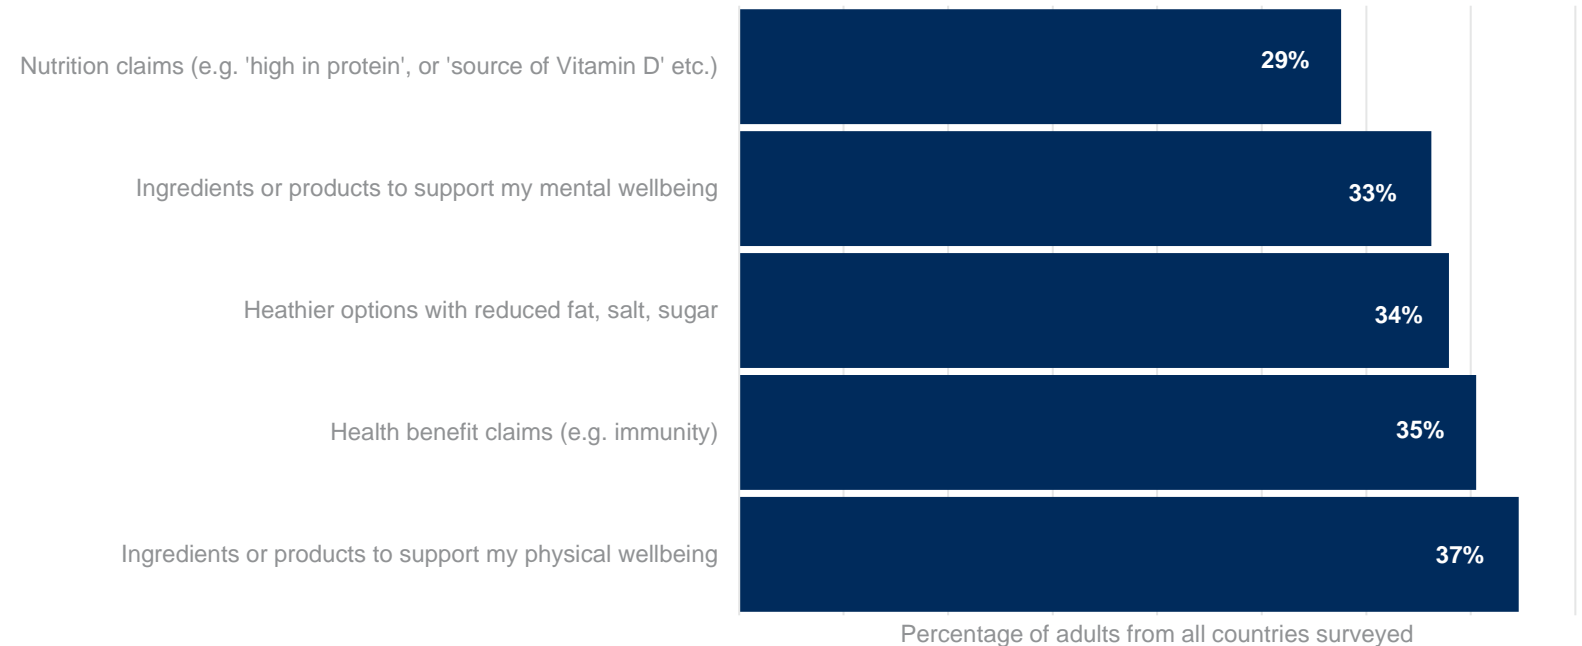 Nutrition claims (e.g. 'high in protein', or 'source of Vitamin D' etc.)
29%
Ingredients or products to support my mental wellbeing
33%
Heathier options with reduced fat, salt, sugar
34%
Health benefit claims (e.g. immunity)
35%
Ingredients or products to support my physical wellbeing
37%
Percentage of adults from all countries surveyed